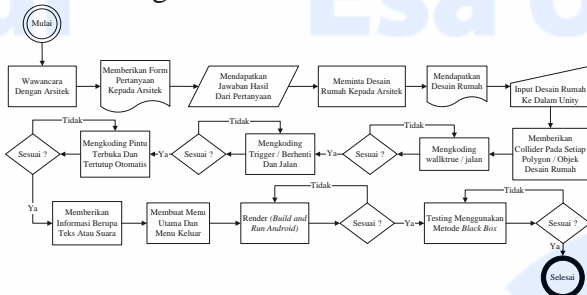 Esa U
Mulai
Wawancara
Dengan Arsitek
Memberikan Form
Pertanyaan
Kepada Arsitek
Mendapatkan
Jawaban Hasil
Dari Pertanyaan
Meminta Desain
Rumah Kepada Arsitek
Mendapatkan
Desain Rumah
Input Desain Rumah
Ke Dalam Unity
Memberikan
Collider Pada Setiap
Polygon / Objek
Desain Rumah
Mengkoding
walktrue / jalan
Tidak
Sesuai ?
Ya
Mengkoding
Trigger / Berhenti
Dan Jalan
Tidak
Sesuai ?
Ya
Mengkoding Pintu
Terbuka Dan
Tertutup Otomatis
Tidak
Sesuai ?
Ya
Memberikan
Informasi Berupa
Teks Atau Suara
Membuat Menu
Utama Dan
Menu Keluar
Render (Build and
Run Android)
Tidak
Sesuai ?
Ya
Testing Menggunakan
Metode Black Box
Tidak
Sesuai ?
Ya
Selesai